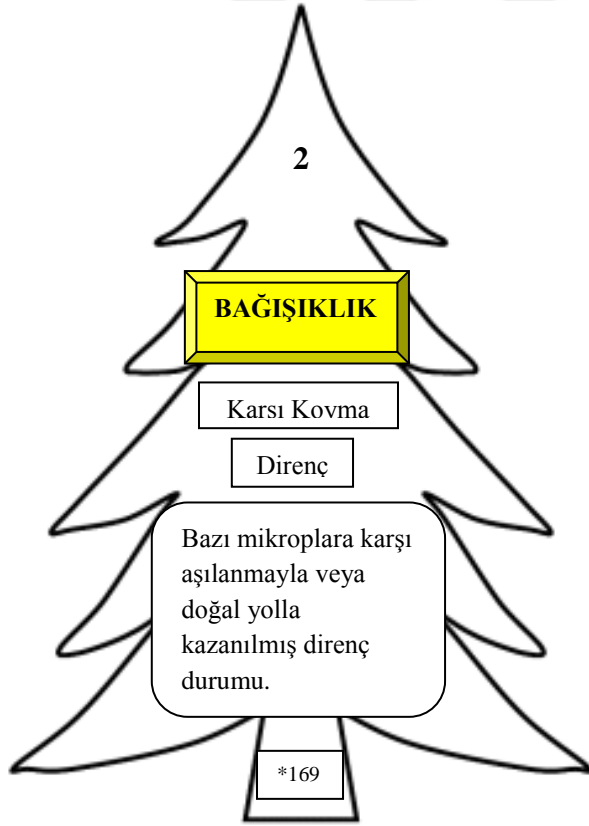 2
BAĞIŞIKLIK
Karsı Kovma
Direnç
Bazı mikroplara karşı
aşılanmayla veya
doğal yolla
kazanılmış direnç
durumu.
*169